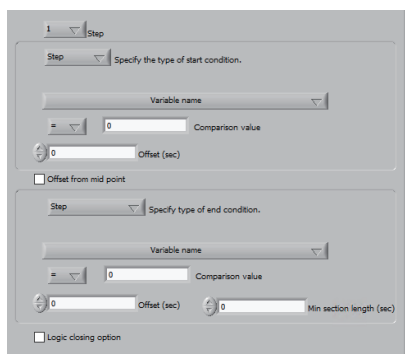 1 Step
Step Specify the type of start condition.
Variable name
= 0 Comparison value
0 Offset (sec)
Offset from mid point
Step Specify type of end condition.
Variable name
= 0 Comparison value
0 Offset (sec) 0 Min section length (sec)
Logic closing option